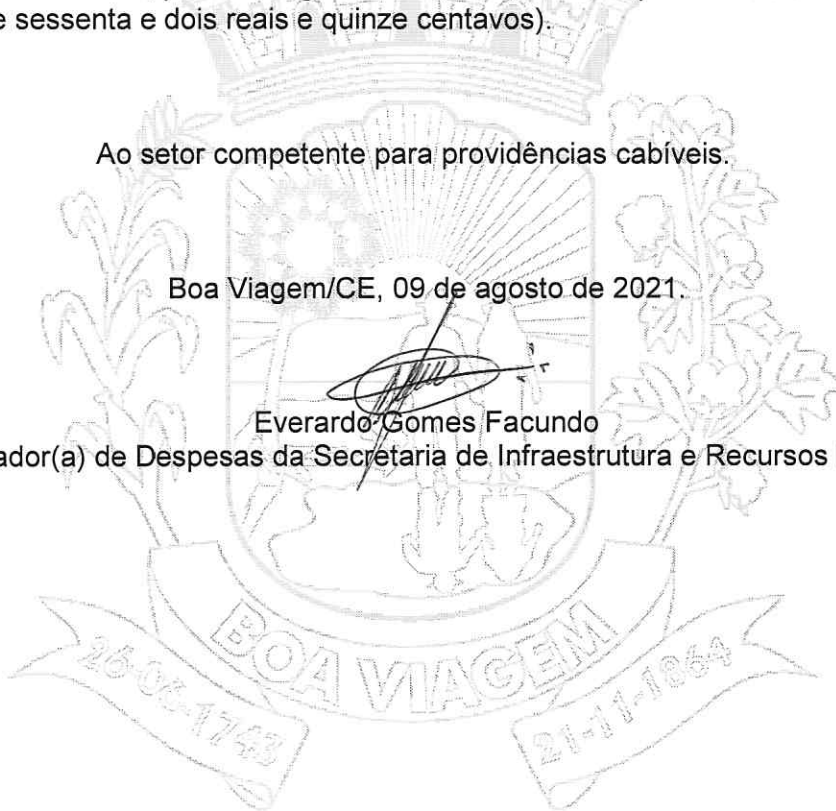 e sessenta e dois reais e quinze centavos).
Ao setor competente para providências cabíveis.
Boa Viagem/CE, 09 de agosto de 2021.
Everardo Gomes Facundo
ador(a) de Despesas da Secretaria de Infraestrutura e Recursos
BOA VIAGEM
21-11-1864